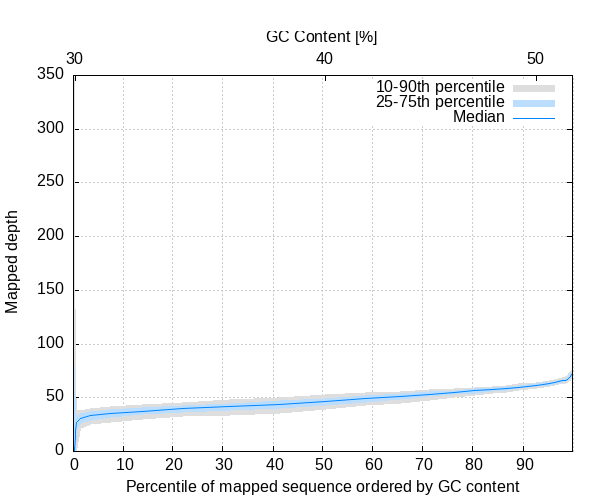 GC Content [%]
30 40 50
350
300
250
200
150
100
50
0
Mapped depth
10-90th percentile
25-75th percentile
Median
0 10 20 30 40 50 60 70 80 90
Percentile of mapped sequence ordered by GC content